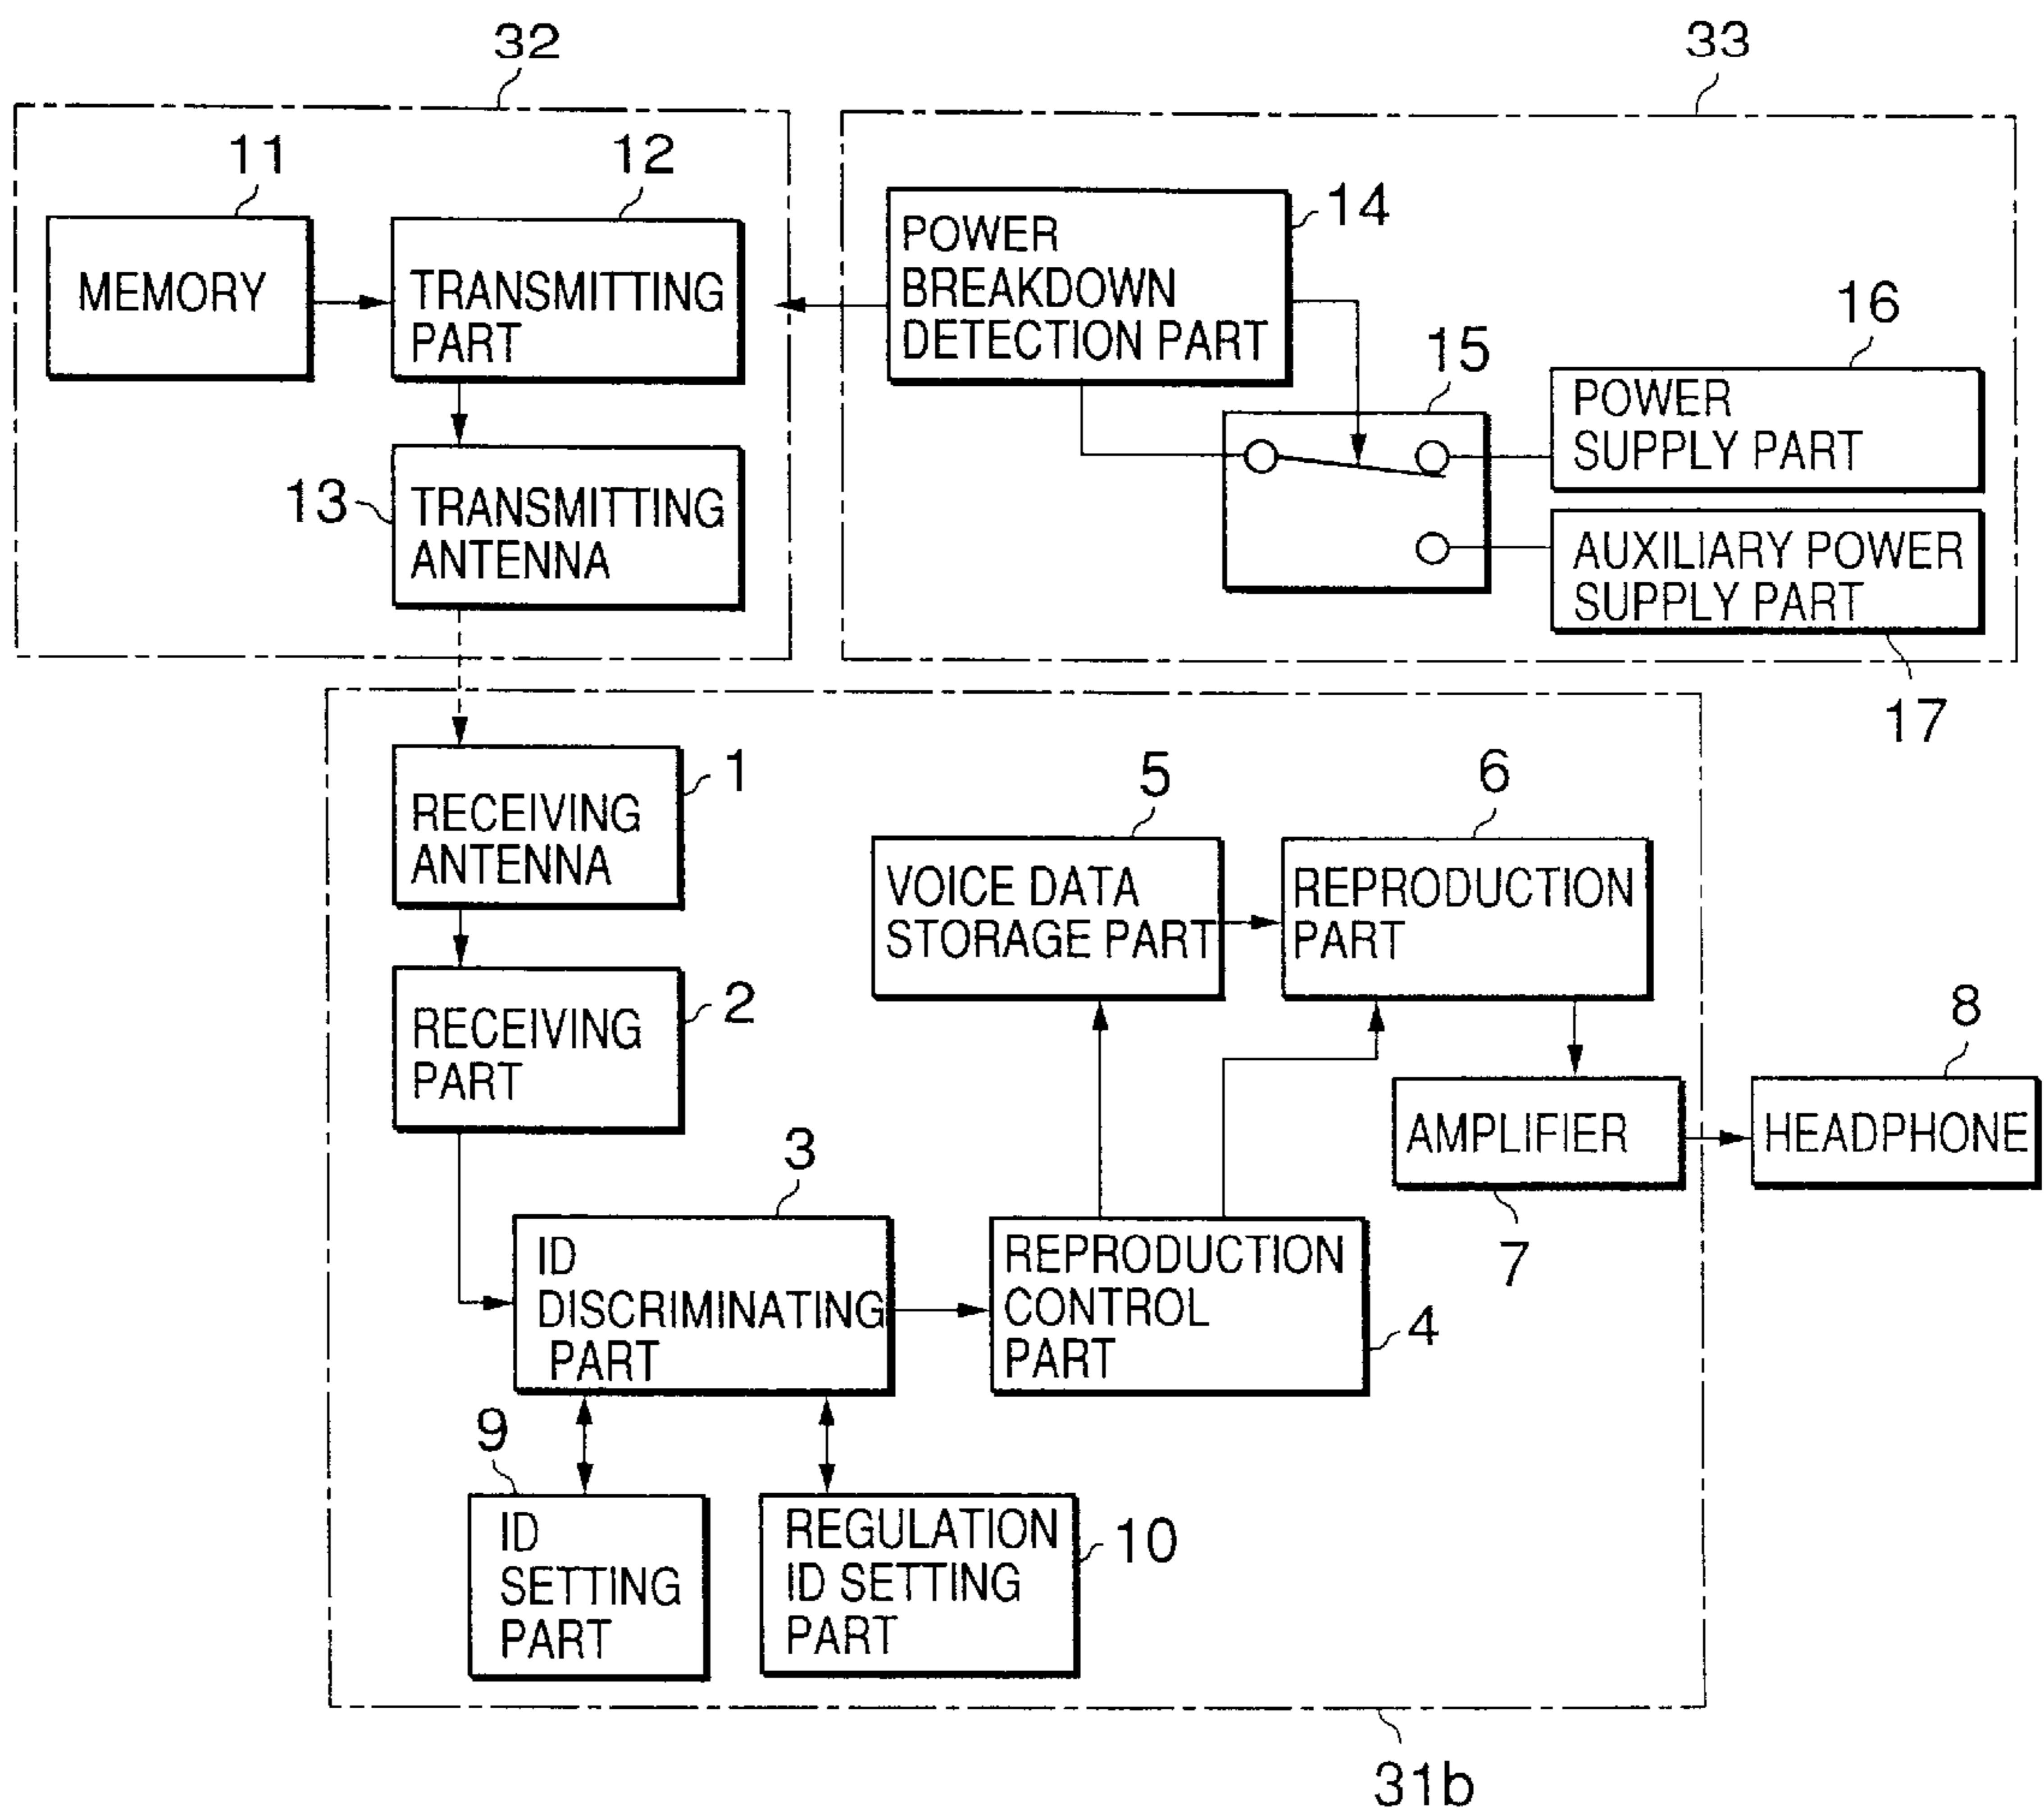 32
33
11
12
MEMORY
TRANSMITTING
PART
13
TRANSMITTING
ANTENNA
POWER
BREAKDOWN
DETECTION PART
14
15
16
POWER
SUPPLY PART
AUXILIARY POWER
SUPPLY PART
17
RECEIVING
ANTENNA
1
RECEIVING
PART
2
5
VOICE DATA
STORAGE PART
6
REPRODUCTION
PART
AMPLIFIER
7
8
HEADPHONE
3
ID
DISCRIMINATING
PART
REPRODUCTION
CONTROL
PART
4
9
ID
SETTING
PART
REGULATION
ID SETTING
PART
10
31b